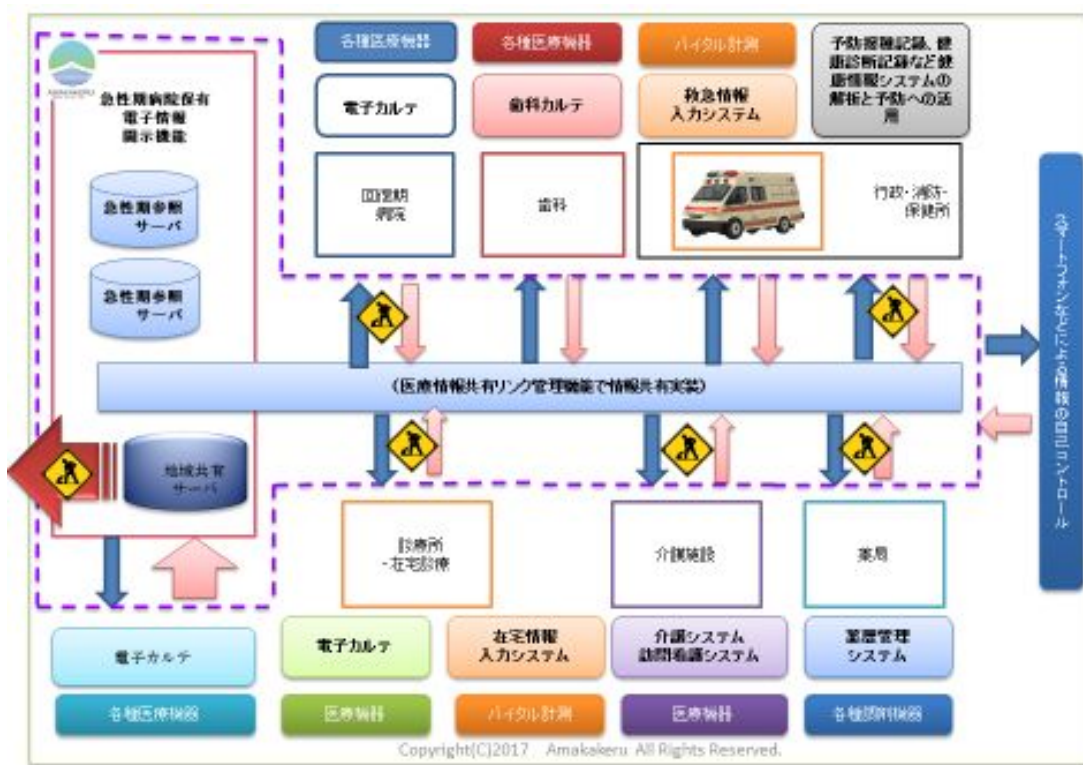 各種医療機器
各種医療機器
バイタル計測
予防接種記録、健
康診断記録など健
康情報システムの
解析と予防への活
用
AMAKAKERU
急性期病院保有
電子情報
開示機能
電子カルテ
歯科カルテ
救急情報
入力システム
急性期参照
サーバ
回復期
病院
歯科
行政・消防・
保健所
急性期参照
サーバ
スマートフォンなどによる情報の自己コントロール
(医療情報共有リンク管理機能で情報共有実装)
地域共有
サーバ
診療所
・在宅診療
介護施設
薬局
電子カルテ
電子カルテ
在宅情報
入力システム
介護システム
訪問看護システム
薬歴管理
システム
各種医療機器
医療機器
バイタル計測
医療機器
各種調剤機器
Copyright(C)2017 Amakakeru All Rights Reserved.